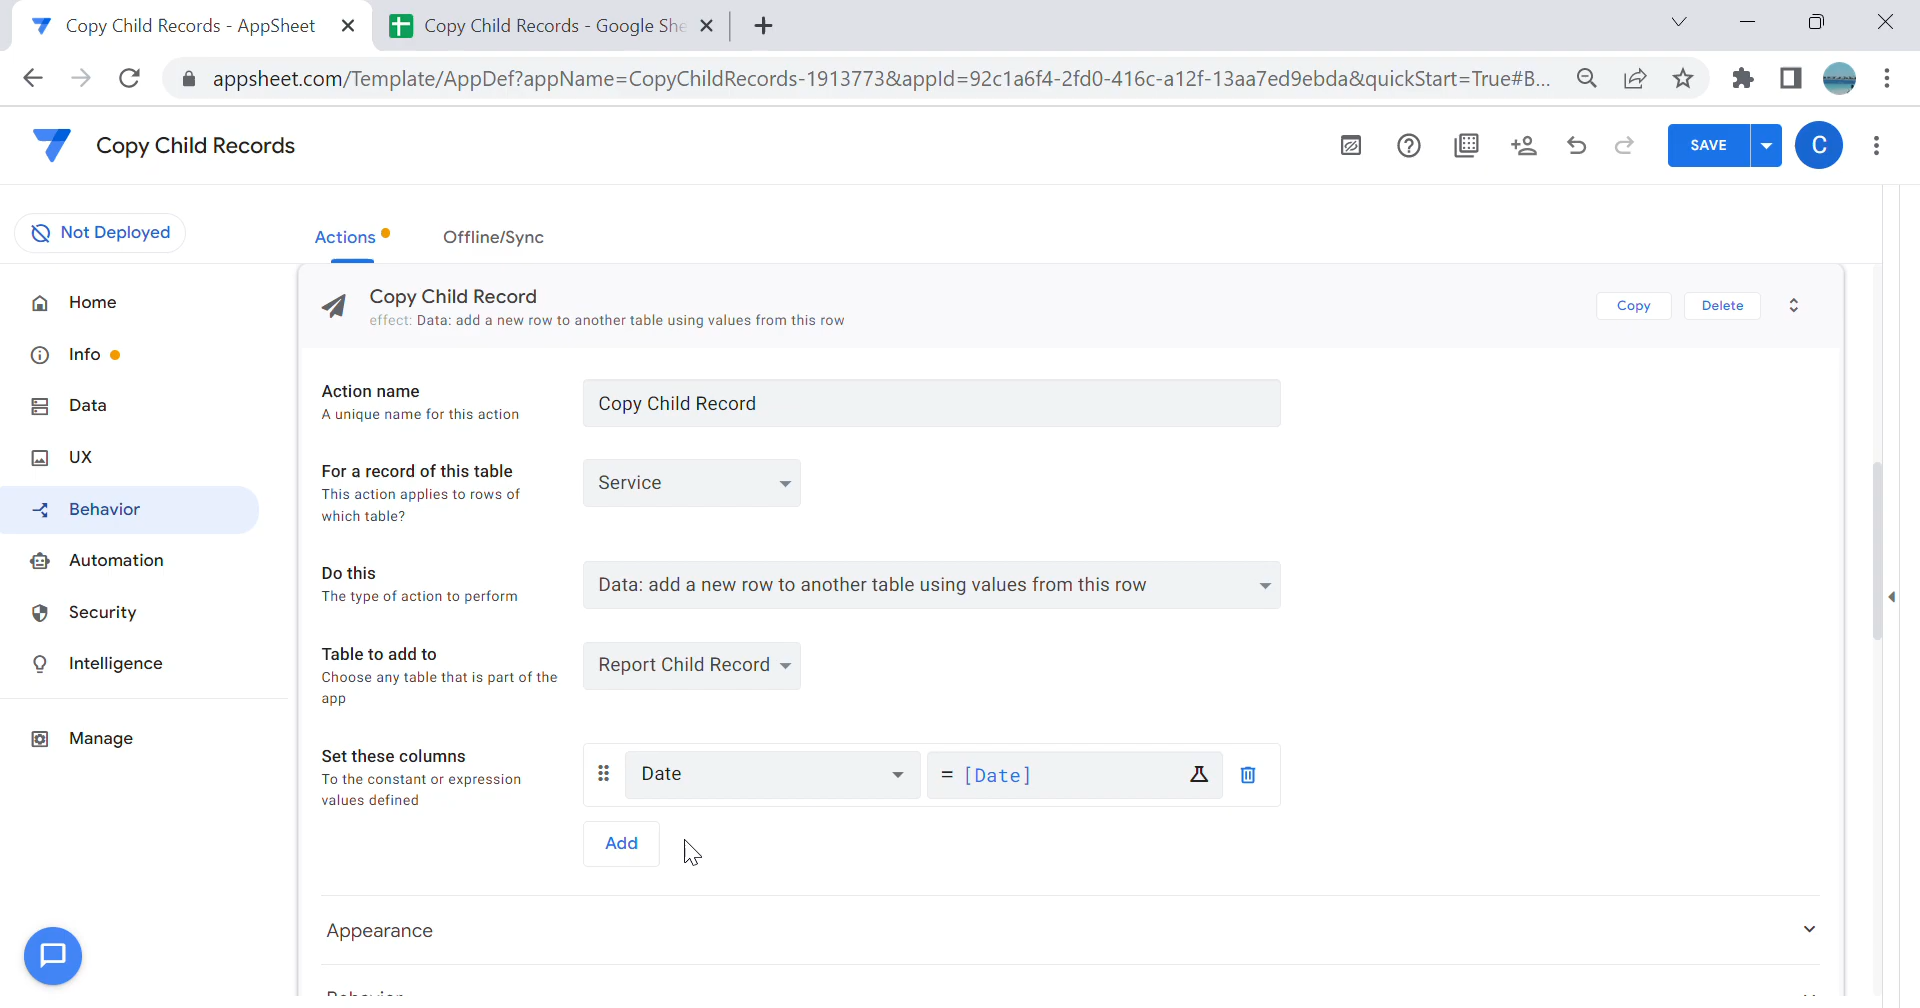 Copy Child Records - AppSheet
Copy Child Records - Google She
appsheet.com/Template/AppDef?appName=CopyChildRecords-1913773&appId=92c1a6f4-2fd0-416c-a12f-13aa7ed9ebda&quickStart=True#B...
Copy Child Records
SAVE
C
Not Deployed
Actions
Offline/Sync
Home
Info
Data
UX
Behavior
Automation
Security
Intelligence
Manage
Copy Child Record
effect: Data: add a new row to another table using values from this row
Copy
Delete
Action name
A unique name for this action
Copy Child Record
For a record of this table
This action applies to rows of
which table?
Service
Do this
The type of action to perform
Data: add a new row to another table using values from this row
Table to add to
Choose any table that is part of the
app
Report Child Record
Set these columns
To the constant or expression
values defined
Date
= [Date]
Add
Appearance
Behavior